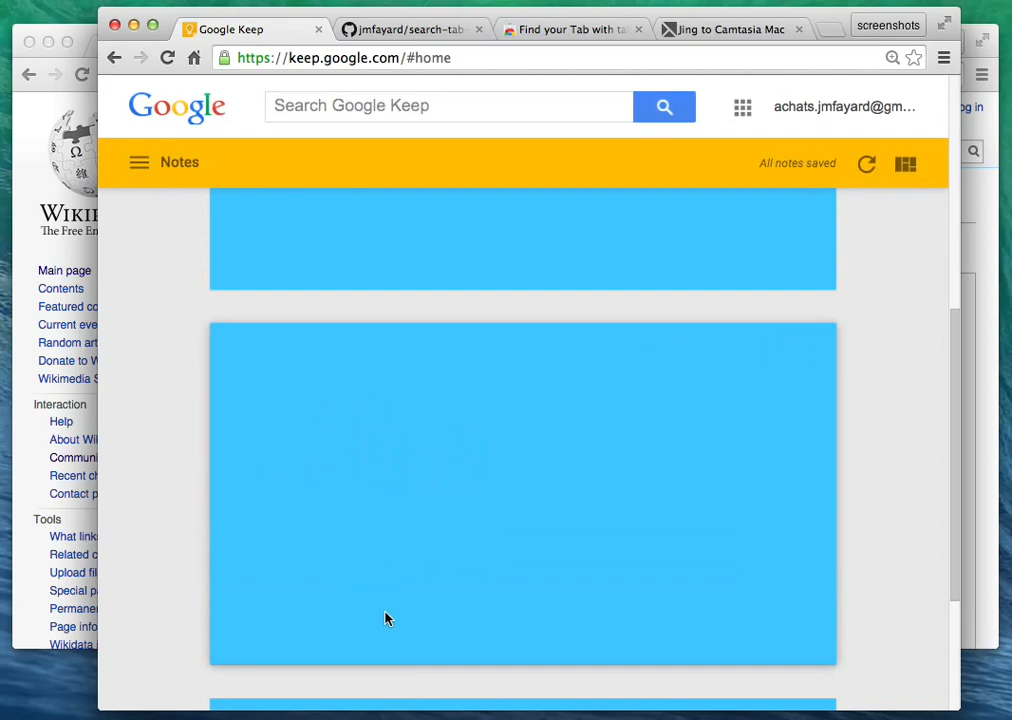 Google Keep
jmfayard/search-tab
Find your Tab with ta
Jing to Camtasia Mac
screenshots
https://keep.google.com/#home
Google
Search Google Keep
achats.jmfayard@gm...
Notes
All notes saved
og in
The Free En
Main page
Contents
Featured co
Current eve
Random art
Donate to W
Wikimedia S
Interaction
Help
About Wi
Communi
Recent ch
Contact p
Tools
What link
Related c
Upload fil
Special p
Permane
Page info
Wikidata